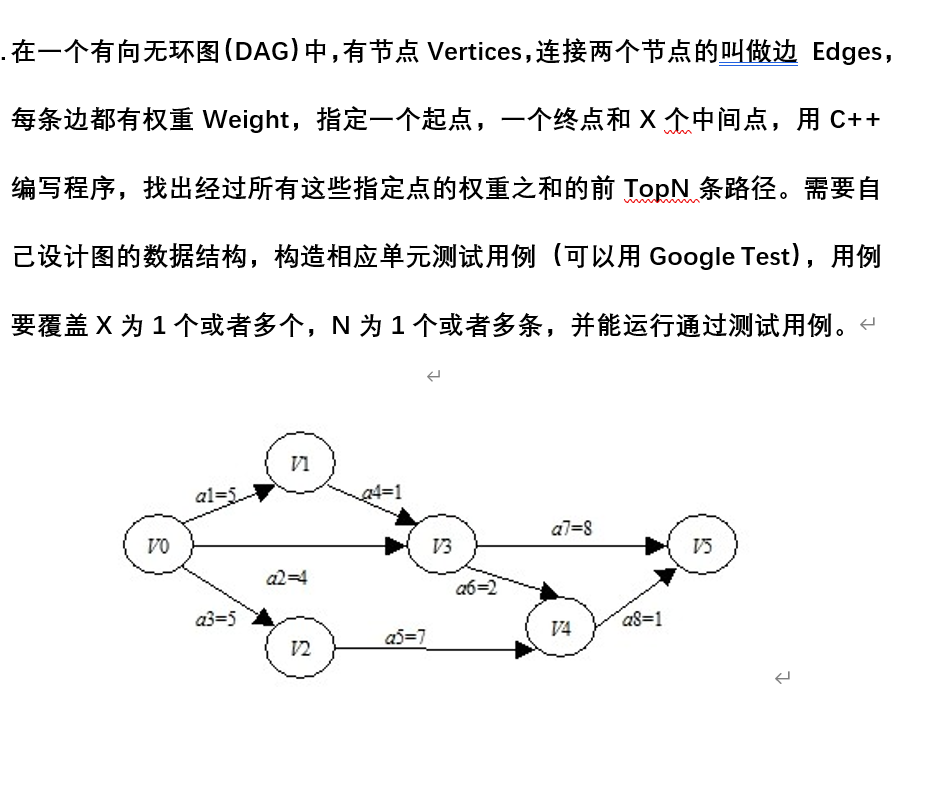 .在一个有向无环图(DAG)中,有节点 Vertices,连接两个节点的叫做边 Edges,
每条边都有权重 Weight，指定一个起点，一个终点和 X 个中间点，用 C++
编写程序，找出经过所有这些指定点的权重之和的前 TopN 条路径。需要自
己设计图的数据结构，构造相应单元测试用例（可以用 Google Test），用例
要覆盖 X 为 1 个或者多个，N 为 1 个或者多条，并能运行通过测试用例。
V1
a1=5
a4=1
V0
V3
a7=8
V5
a2=4
a6=2
a3=5
V4
a8=1
V2
a5=7